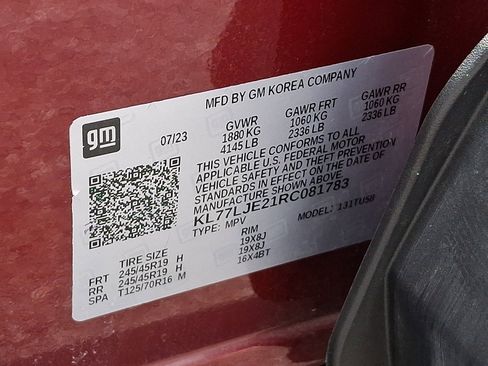 MFD BY GM KOREA COMPANY
gm
07/23
GVWR GAWR FRT GAWR RR
1880 KG 1060 KG 1060 KG
4145 LB 2336 LB 2336 LB
THIS VEHICLE CONFORMS TO ALL
APPLICABLE U.S. FEDERAL MOTOR
VEHICLE SAFETY AND THEFT PREVENTION
STANDARDS IN EFFECT ON THE DATE OF
MANUFACTURE SHOWN ABOVE
KL77LJE21RC081783
TYPE: MPV MODEL: 131TU58
TIRE SIZE RIM
FRT 245/45R19 H 19X8J
RR 245/45R19 H 19X8J
SPA T125/70R16 M 16X4BT